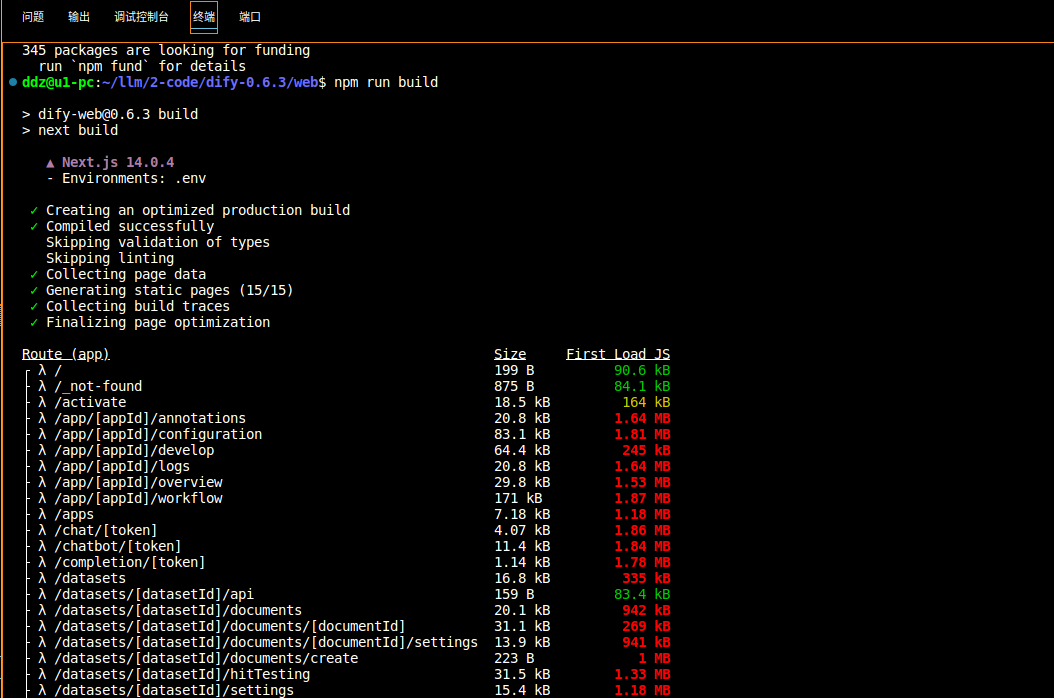 问题 输出 调试控制台 终端 端口
345 packages are looking for funding
run `npm fund` for details
ddz@u1-pc:~/llm/2-code/dify-0.6.3/web$ npm run build
> dify-web@0.6.3 build
> next build
▲ Next.js 14.0.4
- Environments: .env
✓ Creating an optimized production build
✓ Compiled successfully
Skipping validation of types
Skipping linting
✓ Collecting page data
✓ Generating static pages (15/15)
✓ Collecting build traces
✓ Finalizing page optimization
Route (app) Size First Load JS
┌ λ / 199 B 90.6 kB
├ λ /_not-found 875 B 84.1 kB
├ λ /activate 18.5 kB 164 kB
├ λ /app/[appId]/annotations 20.8 kB 1.64 MB
├ λ /app/[appId]/configuration 83.1 kB 1.81 MB
├ λ /app/[appId]/develop 64.4 kB 245 kB
├ λ /app/[appId]/logs 20.8 kB 1.64 MB
├ λ /app/[appId]/overview 29.8 kB 1.53 MB
├ λ /app/[appId]/workflow 171 kB 1.87 MB
├ λ /apps 7.18 kB 1.18 MB
├ λ /chat/[token] 4.07 kB 1.86 MB
├ λ /chatbot/[token] 11.4 kB 1.84 MB
├ λ /completion/[token] 1.14 kB 1.78 MB
├ λ /datasets 16.8 kB 335 kB
├ λ /datasets/[datasetId]/api 159 B 83.4 kB
├ λ /datasets/[datasetId]/documents 20.1 kB 942 kB
├ λ /datasets/[datasetId]/documents/[documentId] 31.1 kB 269 kB
├ λ /datasets/[datasetId]/documents/[documentId]/settings 13.9 kB 941 kB
├ λ /datasets/[datasetId]/documents/create 223 B 1 MB
├ λ /datasets/[datasetId]/hitTesting 31.5 kB 1.33 MB
├ λ /datasets/[datasetId]/settings 15.4 kB 1.18 MB